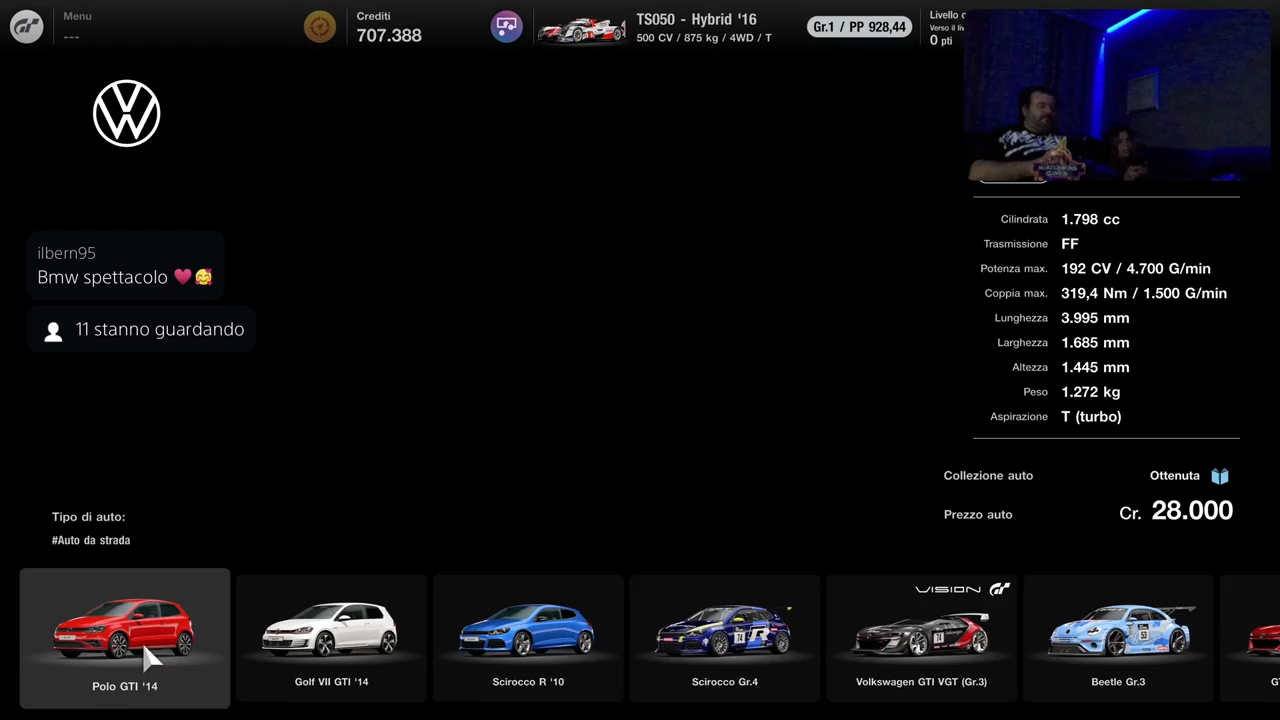 Menu
---
Crediti
707.388
TS050 - Hybrid '16
500 CV / 875 kg / 4WD / T
Gr.1 / PP 928,44
Livello
Verso il liv
0 pti
ilbern95
Bmw spettacolo ❤️🥰
11 stanno guardando
Cilindrata 1.798 cc
Trasmissione FF
Potenza max. 192 CV / 4.700 G/min
Coppia max. 319,4 Nm / 1.500 G/min
Lunghezza 3.995 mm
Larghezza 1.685 mm
Altezza 1.445 mm
Peso 1.272 kg
Aspirazione T (turbo)
Collezione auto Ottenuta
Prezzo auto Cr. 28.000
Tipo di auto:
#Auto da strada
VISION GT
Polo GTI '14
Golf VII GTI '14
Scirocco R '10
Scirocco Gr.4
Volkswagen GTI VGT (Gr.3)
Beetle Gr.3